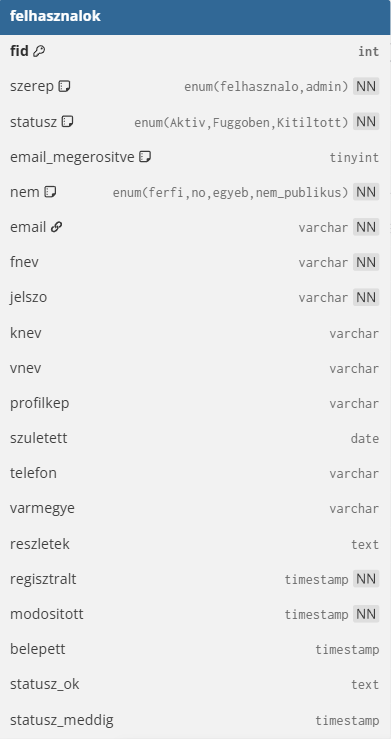 felhasznalok
fid int
szerep enum(felhasznalo,admin) NN
statusz enum(Aktiv,Fuggoben,Kitiltott) NN
email_megerositve tinyint
nem enum(ferfi,no,egyeb,nem_publikus) NN
email varchar NN
fnev varchar NN
jelszo varchar NN
knev varchar
vnev varchar
profilkep varchar
szuletett date
telefon varchar
varmegye varchar
reszletek text
regisztralt timestamp NN
modositott timestamp NN
belepett timestamp
statusz_ok text
statusz_meddig timestamp